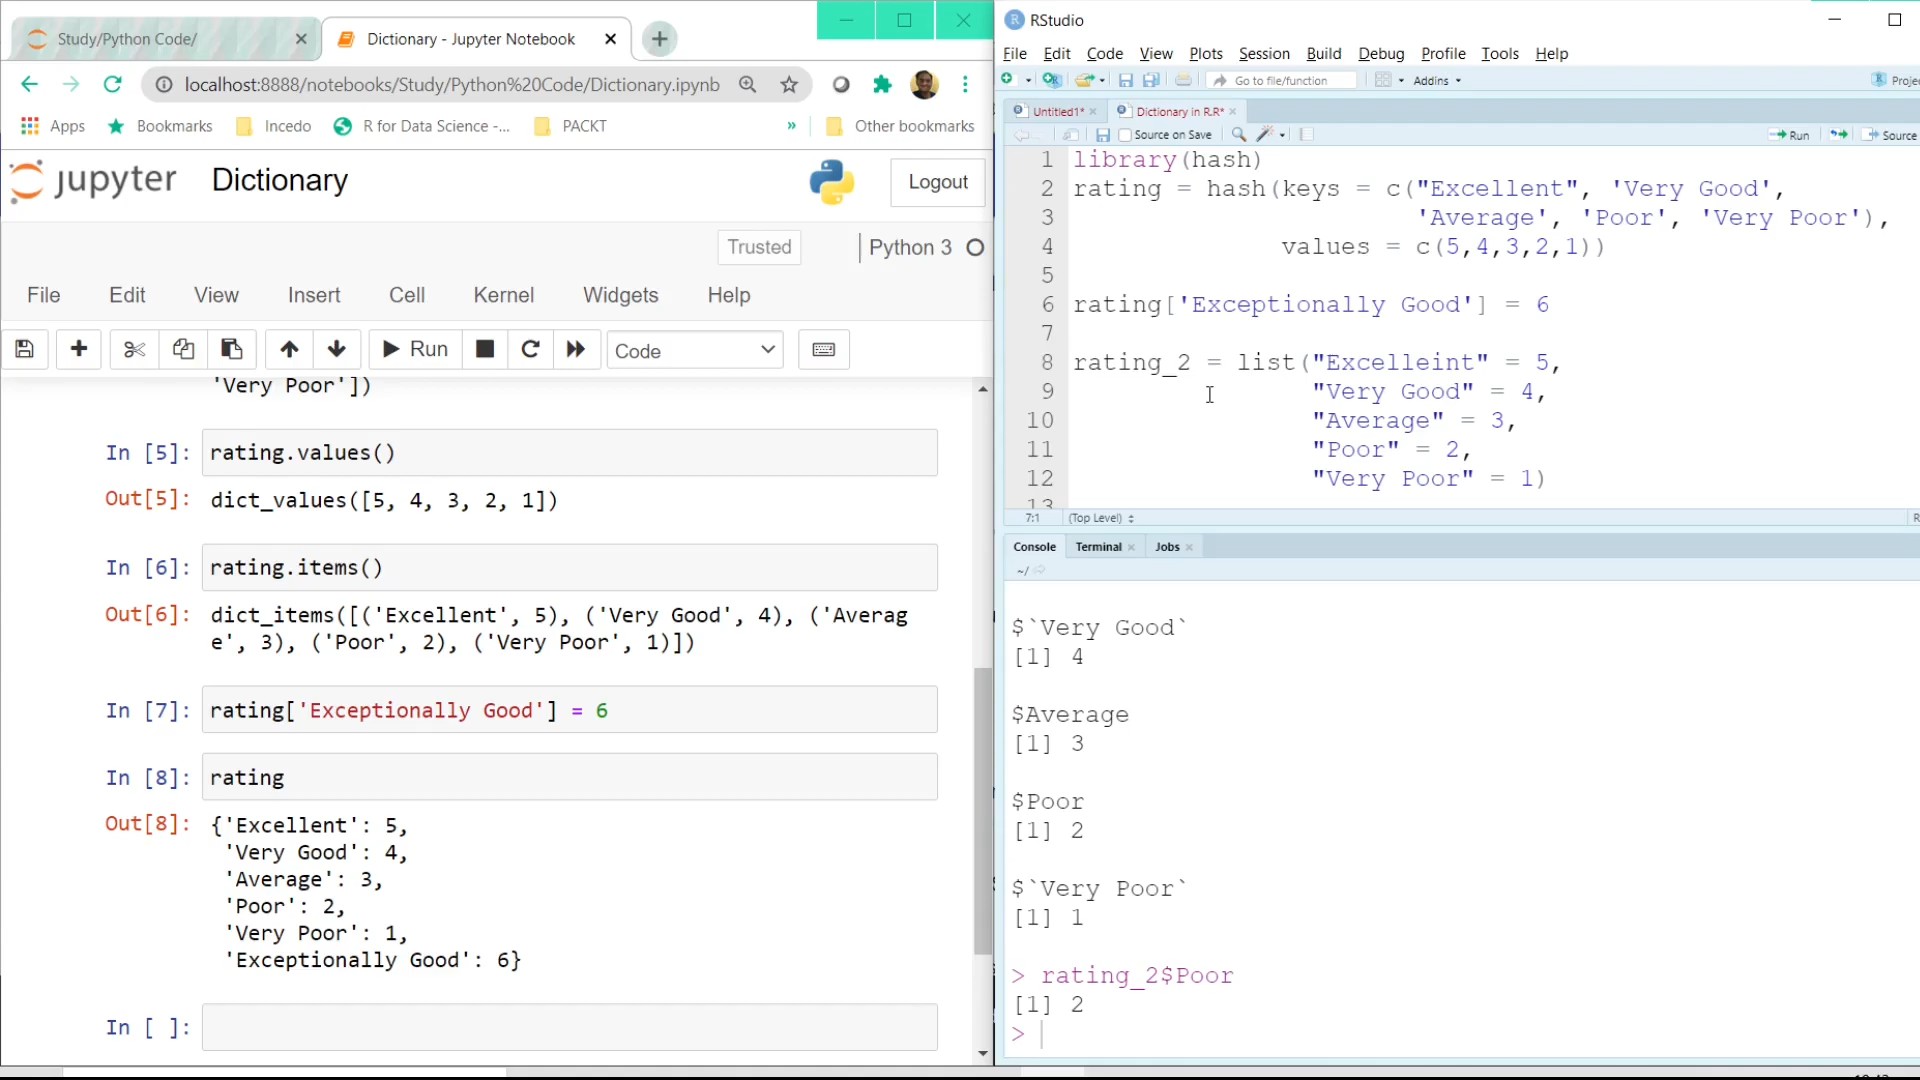 Study/Python Code/
Dictionary - Jupyter Notebook
localhost:8888/notebooks/Study/Python%20Code/Dictionary.ipynb
Apps Bookmarks Incedo R for Data Science -... PACKT » Other bookmarks
jupyter Dictionary
Logout
Trusted Python 3
File Edit View Insert Cell Kernel Widgets Help
Run Code
'Very Poor'])
In [5]: rating.values()
Out[5]: dict_values([5, 4, 3, 2, 1])
In [6]: rating.items()
Out[6]: dict_items([('Excellent', 5), ('Very Good', 4), ('Averag
e', 3), ('Poor', 2), ('Very Poor', 1)])
In [7]: rating['Exceptionally Good'] = 6
In [8]: rating
Out[8]: {'Excellent': 5,
'Very Good': 4,
'Average': 3,
'Poor': 2,
'Very Poor': 1,
'Exceptionally Good': 6}
In [ ]:
RStudio
File Edit Code View Plots Session Build Debug Profile Tools Help
Go to file/function Addins
Untitled1* Dictionary in R.R*
Source on Save Run Source
1 library(hash)
2 rating = hash(keys = c("Excellent", 'Very Good',
3 'Average', 'Poor', 'Very Poor'),
4 values = c(5,4,3,2,1))
5
6 rating['Exceptionally Good'] = 6
7
8 rating_2 = list("Excelleint" = 5,
9 "Very Good" = 4,
10 "Average" = 3,
11 "Poor" = 2,
12 "Very Poor" = 1)
13
7:1 (Top Level)
Console Terminal Jobs
~/
$`Very Good`
[1] 4
$Average
[1] 3
$Poor
[1] 2
$`Very Poor`
[1] 1
> rating_2$Poor
[1] 2
>